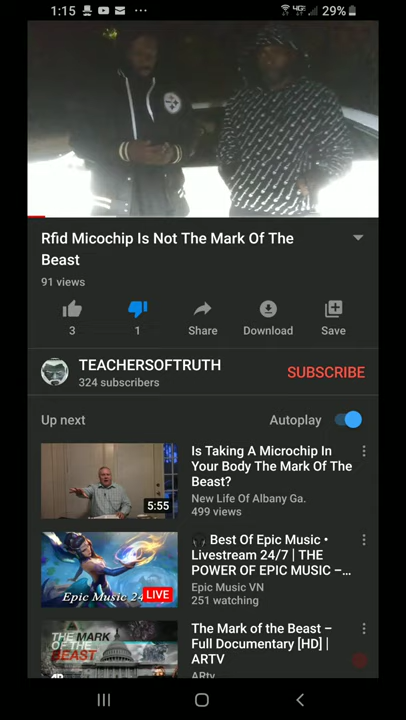 1:15
29%
Rfid Micochip Is Not The Mark Of The
Beast
91 views
3
1
Share
Download
Save
TEACHERSOFTRUTH
324 subscribers
SUBSCRIBE
Up next
Autoplay
Is Taking A Microchip In
Your Body The Mark Of The
Beast?
New Life Of Albany Ga.
499 views
5:55
Best Of Epic Music •
Livestream 24/7 | THE
POWER OF EPIC MUSIC –...
Epic Music VN
251 watching
Epic Music 24
LIVE
The Mark of the Beast –
Full Documentary [HD] |
ARTV
ARtv
THE MARK
OF THE
BEAST